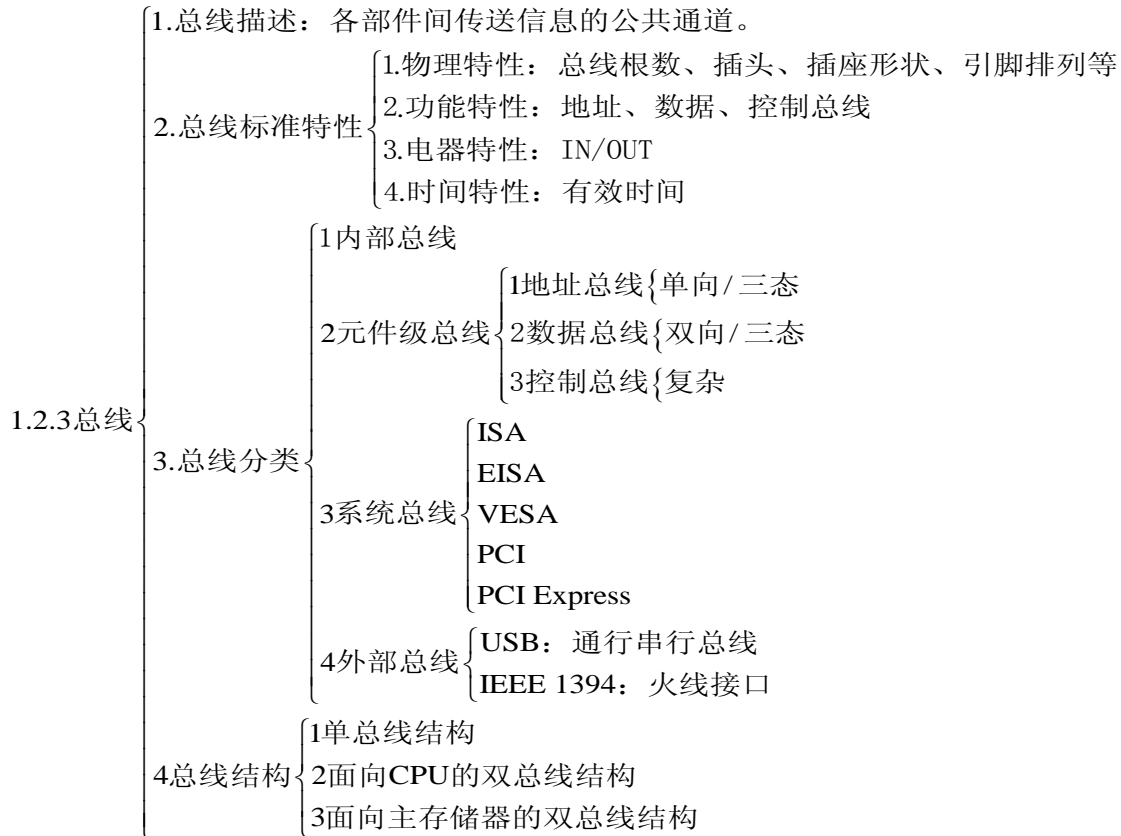 1.2.3总线
1.总线描述：各部件间传送信息的公共通道。
2.总线标准特性
1.物理特性：总线根数、插头、插座形状、引脚排列等
2.功能特性：地址、数据、控制总线
3.电器特性：IN/OUT
4.时间特性：有效时间
3.总线分类
1内部总线
2元件级总线
1地址总线{单向/三态
2数据总线{双向/三态
3控制总线{复杂
3系统总线
ISA
EISA
VESA
PCI
PCI Express
4外部总线
USB：通行串行总线
IEEE 1394：火线接口
4总线结构
1单总线结构
2面向CPU的双总线结构
3面向主存储器的双总线结构